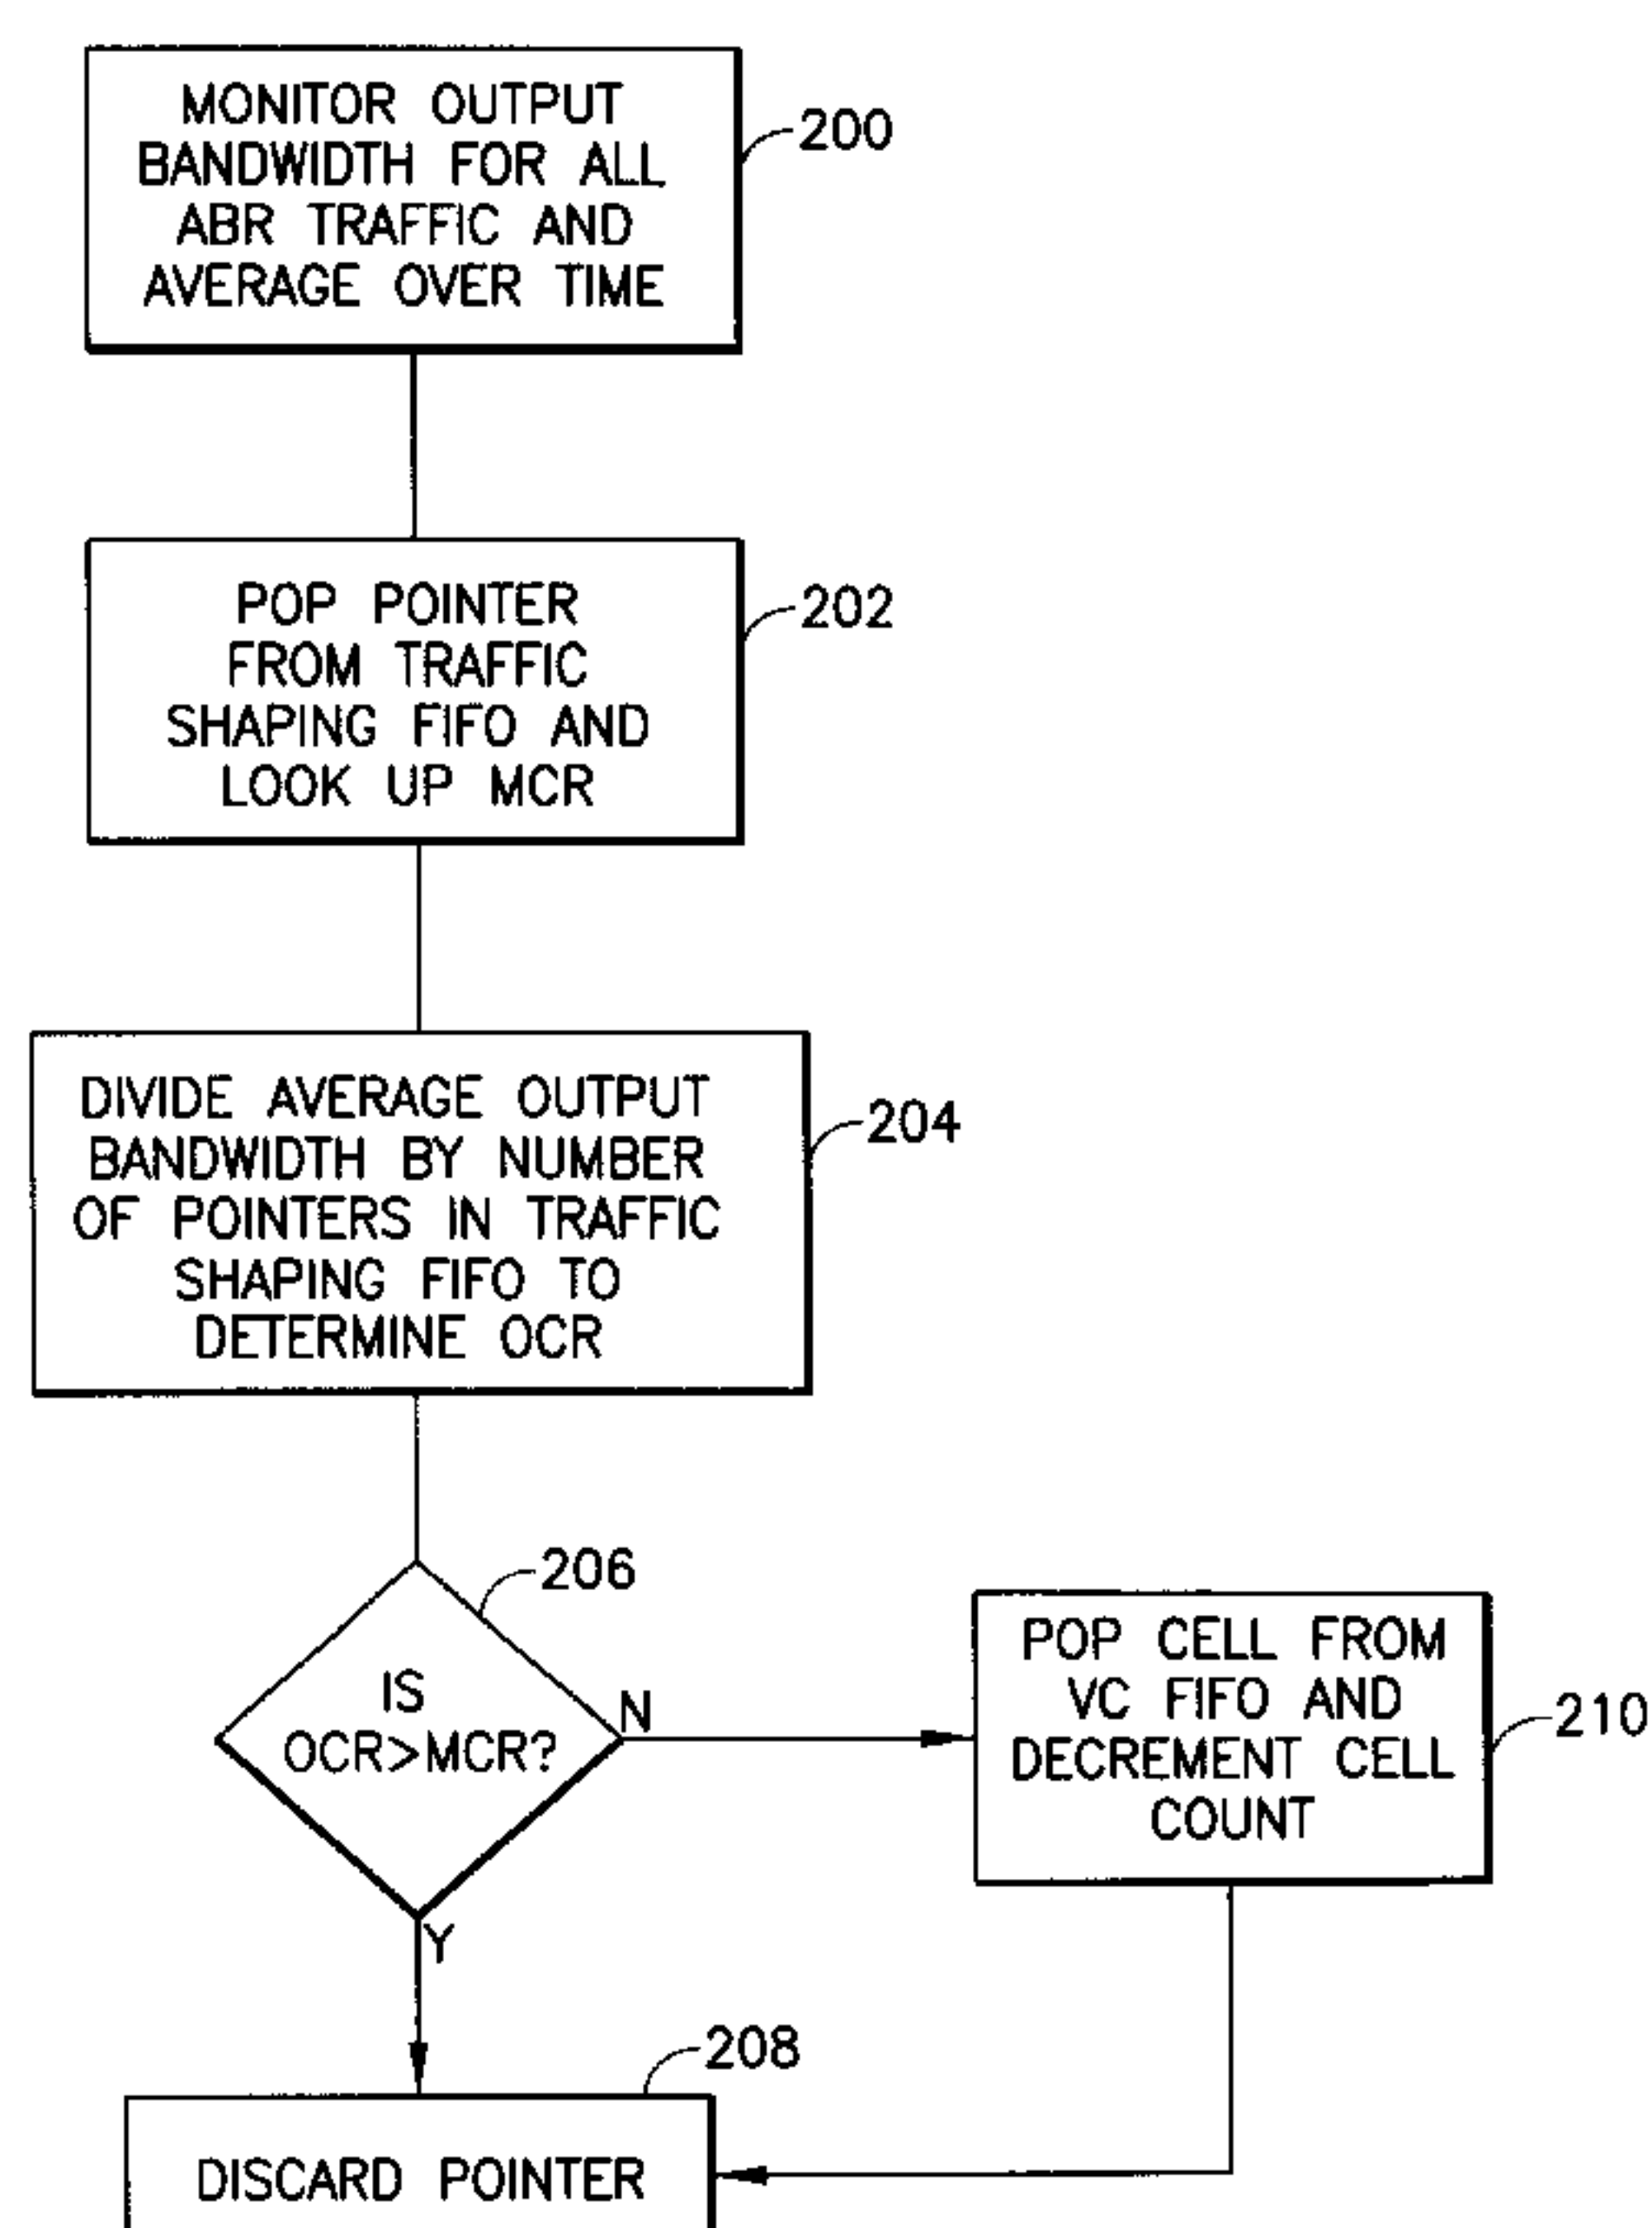 MONITOR OUTPUT
BANDWIDTH FOR ALL
ABR TRAFFIC AND
AVERAGE OVER TIME
200
POP POINTER
FROM TRAFFIC
SHAPING FIFO AND
LOOK UP MCR
202
DIVIDE AVERAGE OUTPUT
BANDWIDTH BY NUMBER
OF POINTERS IN TRAFFIC
SHAPING FIFO TO
DETERMINE OCR
204
206
IS
OCR>MCR?
N
Y
POP CELL FROM
VC FIFO AND
DECREMENT CELL
COUNT
210
208
DISCARD POINTER